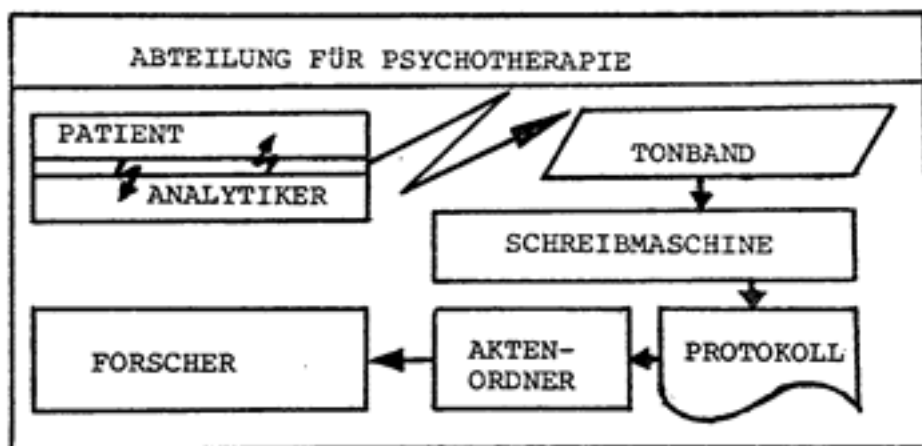 ABTEILUNG FÜR PSYCHOTHERAPIE
PATIENT
ANALYTIKER
TONBAND
SCHREIBMASCHINE
PROTOKOLL
AKTEN-
ORDNER
FORSCHER